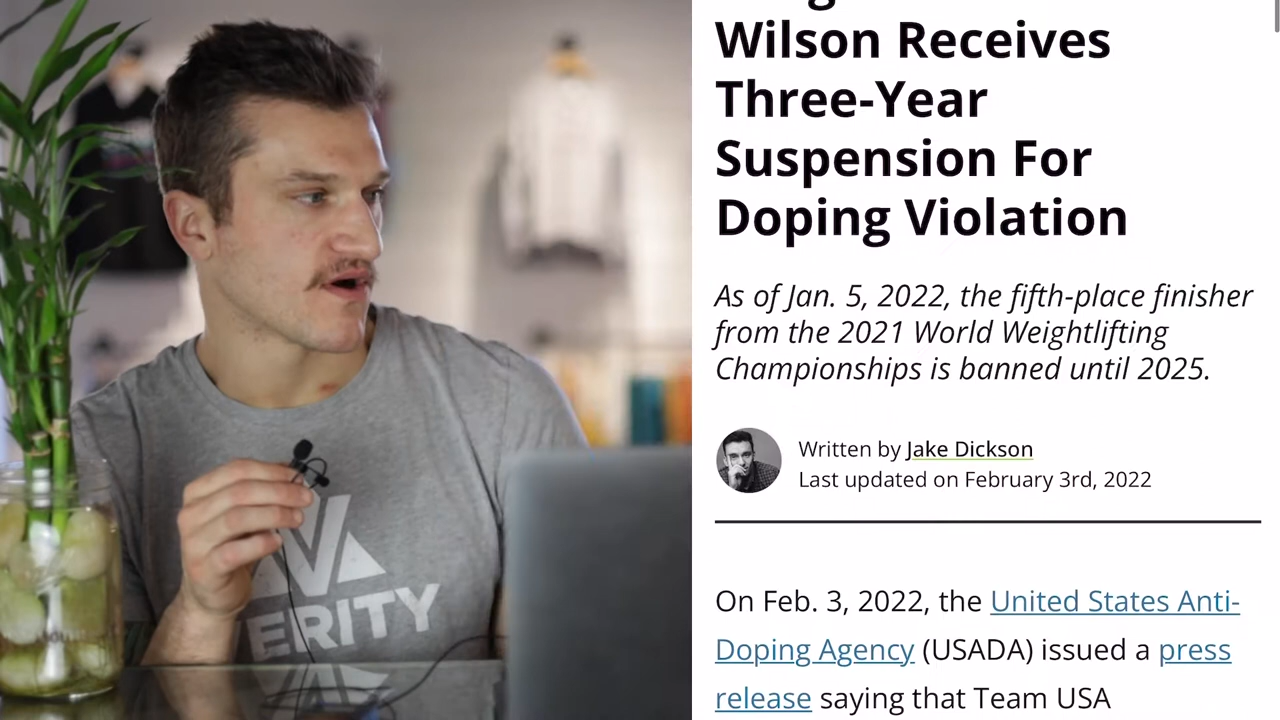 Wilson Receives
Three-Year
Suspension For
Doping Violation
As of Jan. 5, 2022, the fifth-place finisher
from the 2021 World Weightlifting
Championships is banned until 2025.
Written by Jake Dickson
Last updated on February 3rd, 2022
On Feb. 3, 2022, the United States Anti-
Doping Agency (USADA) issued a press
release saying that Team USA
ERITY